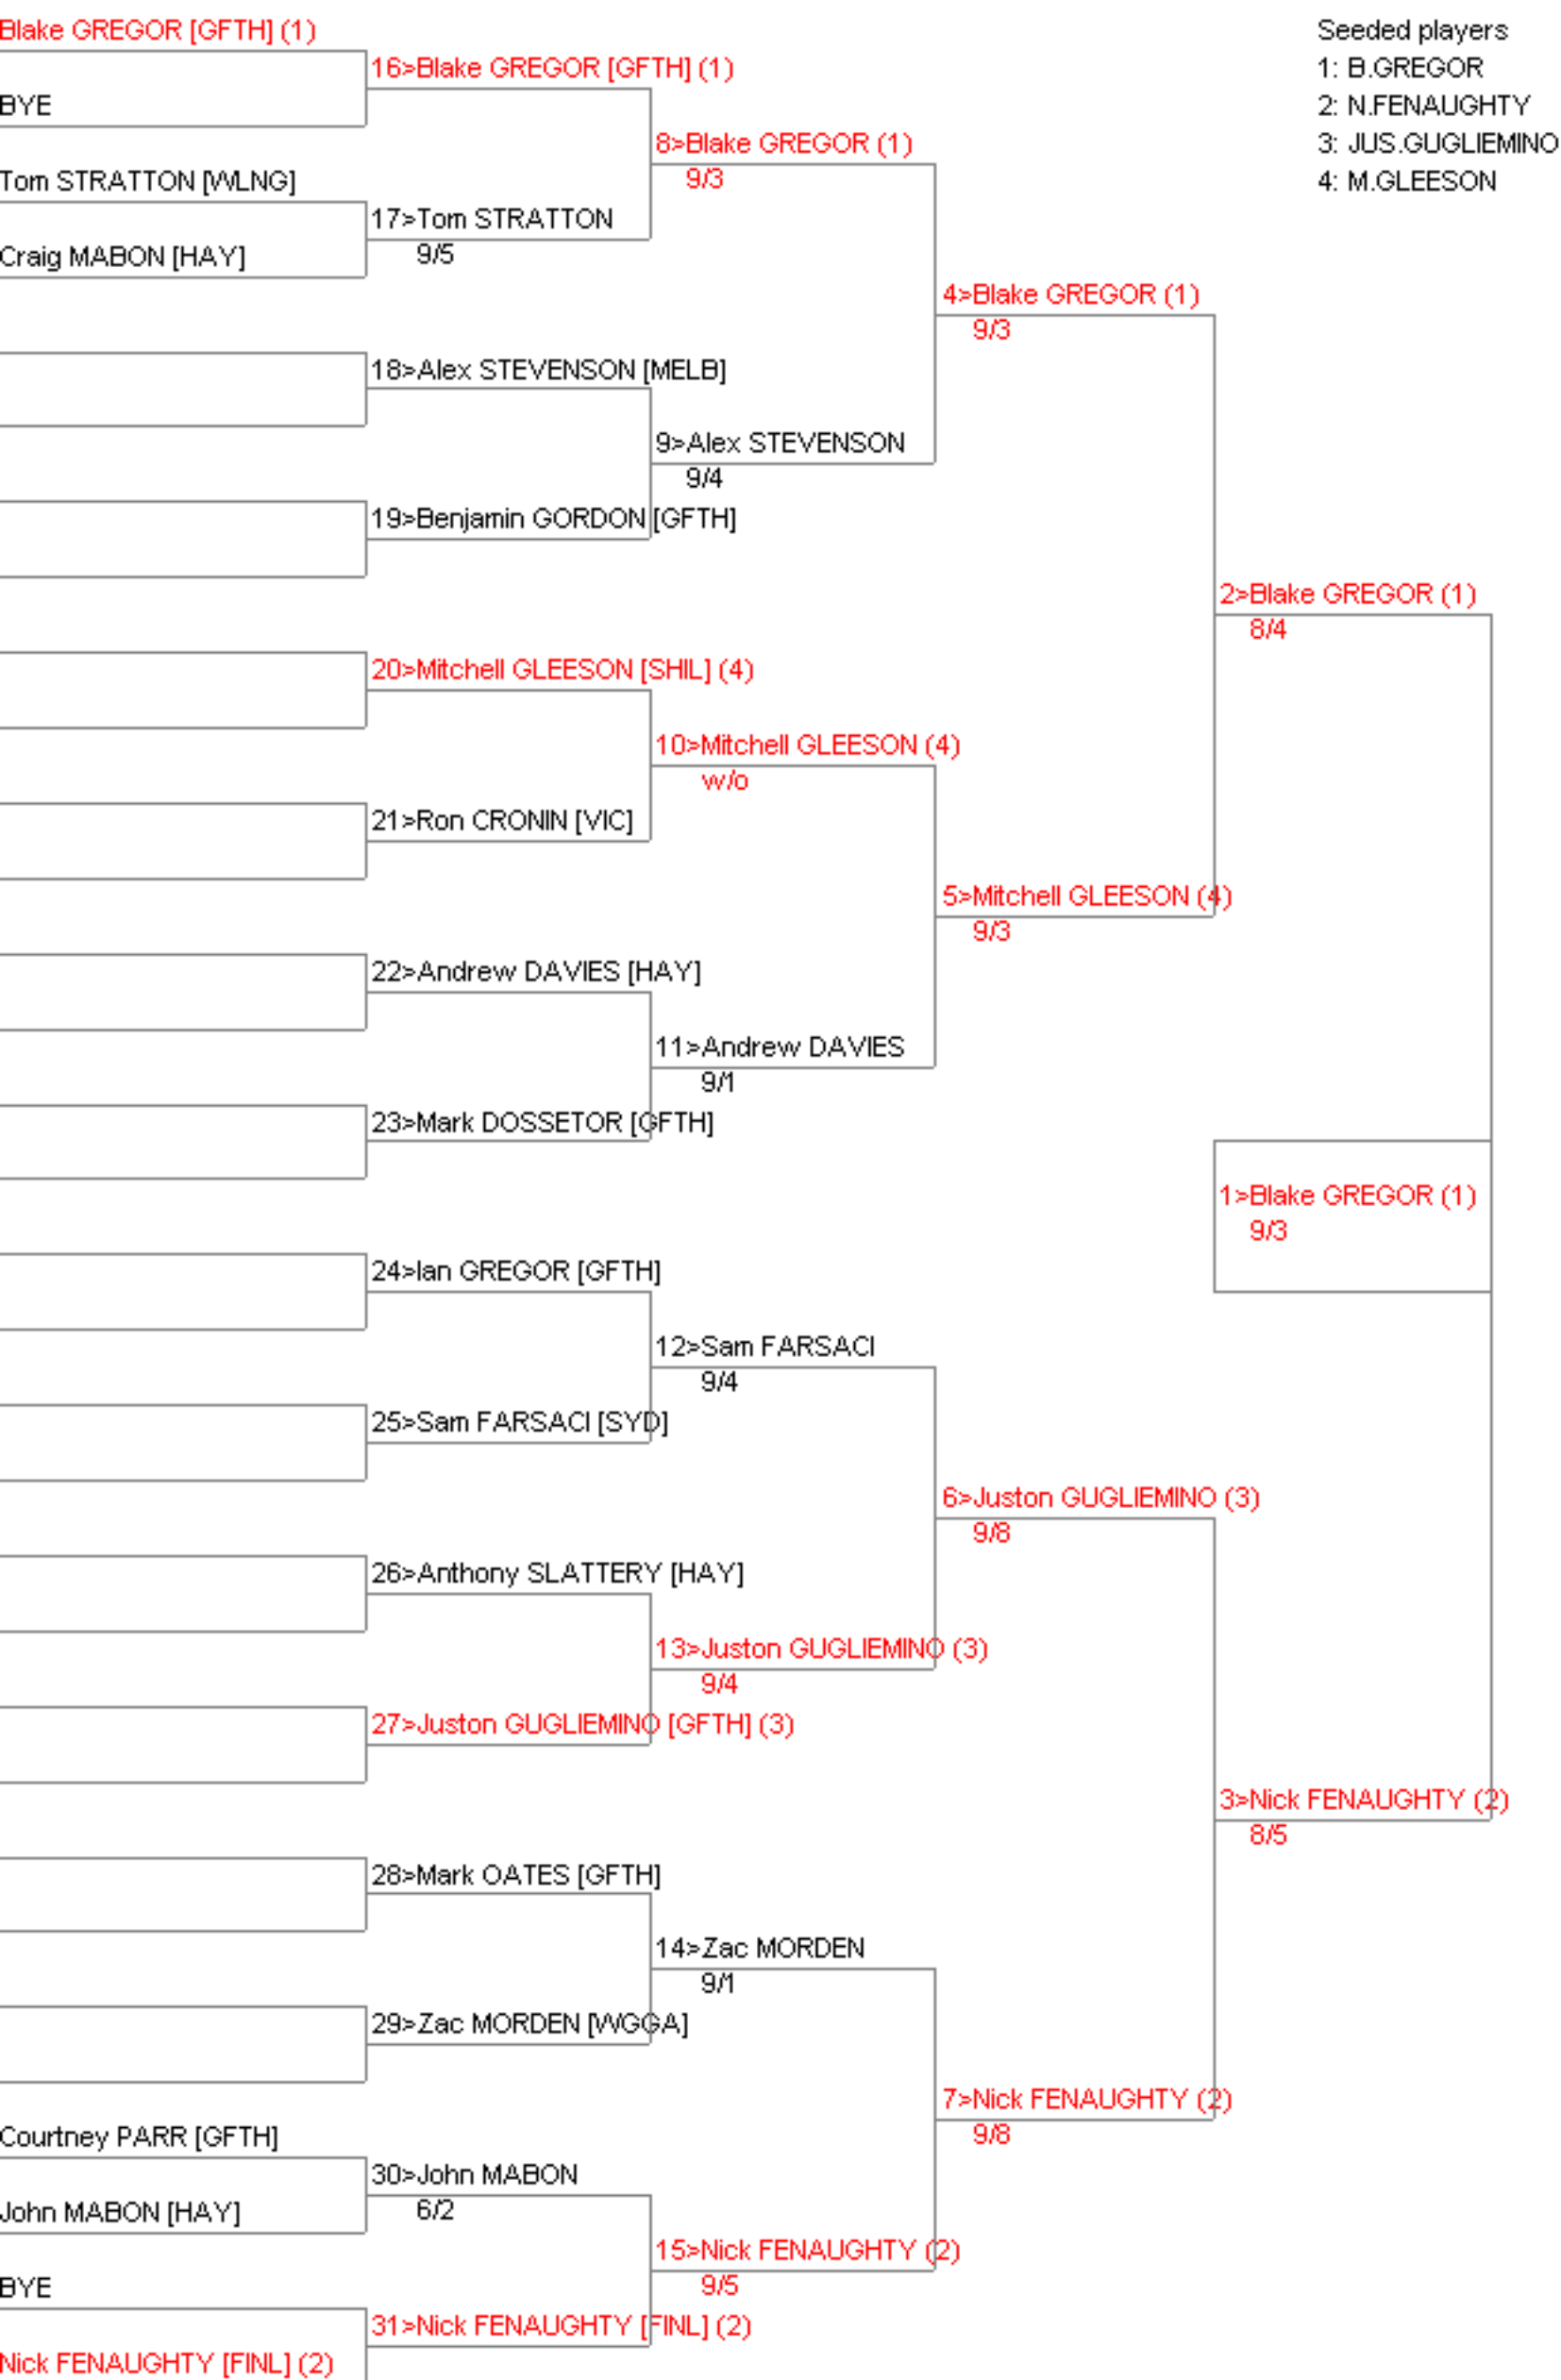 Blake GREGOR [GFTH] (1)
Seeded players
16>Blake GREGOR [GFTH] (1)
1: B.GREGOR
BYE
2: N.FENAUGHTY
8>Blake GREGOR (1)
3: JUS.GUGLIEMINO
9/3
Tom STRATTON [WLNG]
4: M.GLEESON
17>Tom STRATTON
9/5
Craig MABON [HAY]
4>Blake GREGOR (1)
9/3
18>Alex STEVENSON [MELB]
9>Alex STEVENSON
9/4
19>Benjamin GORDON [GFTH]
2>Blake GREGOR (1)
8/4
20>Mitchell GLEESON [SHIL] (4)
10>Mitchell GLEESON (4)
w/o
21>Ron CRONIN [VIC]
5>Mitchell GLEESON (4)
9/3
22>Andrew DAVIES [HAY]
11>Andrew DAVIES
9/1
23>Mark DOSSETOR [GFTH]
1>Blake GREGOR (1)
9/3
24>Ian GREGOR [GFTH]
12>Sam FARSACI
9/4
25>Sam FARSACI [SYD]
6>Juston GUGLIEMINO (3)
9/8
26>Anthony SLATTERY [HAY]
13>Juston GUGLIEMINO (3)
9/4
27>Juston GUGLIEMINO [GFTH] (3)
3>Nick FENAUGHTY (2)
8/5
28>Mark OATES [GFTH]
14>Zac MORDEN
9/1
29>Zac MORDEN [WGGA]
7>Nick FENAUGHTY (2)
9/8
Courtney PARR [GFTH]
30>John MABON
6/2
John MABON [HAY]
15>Nick FENAUGHTY (2)
9/5
BYE
31>Nick FENAUGHTY [FINL] (2)
Nick FENAUGHTY [FINL] (2)